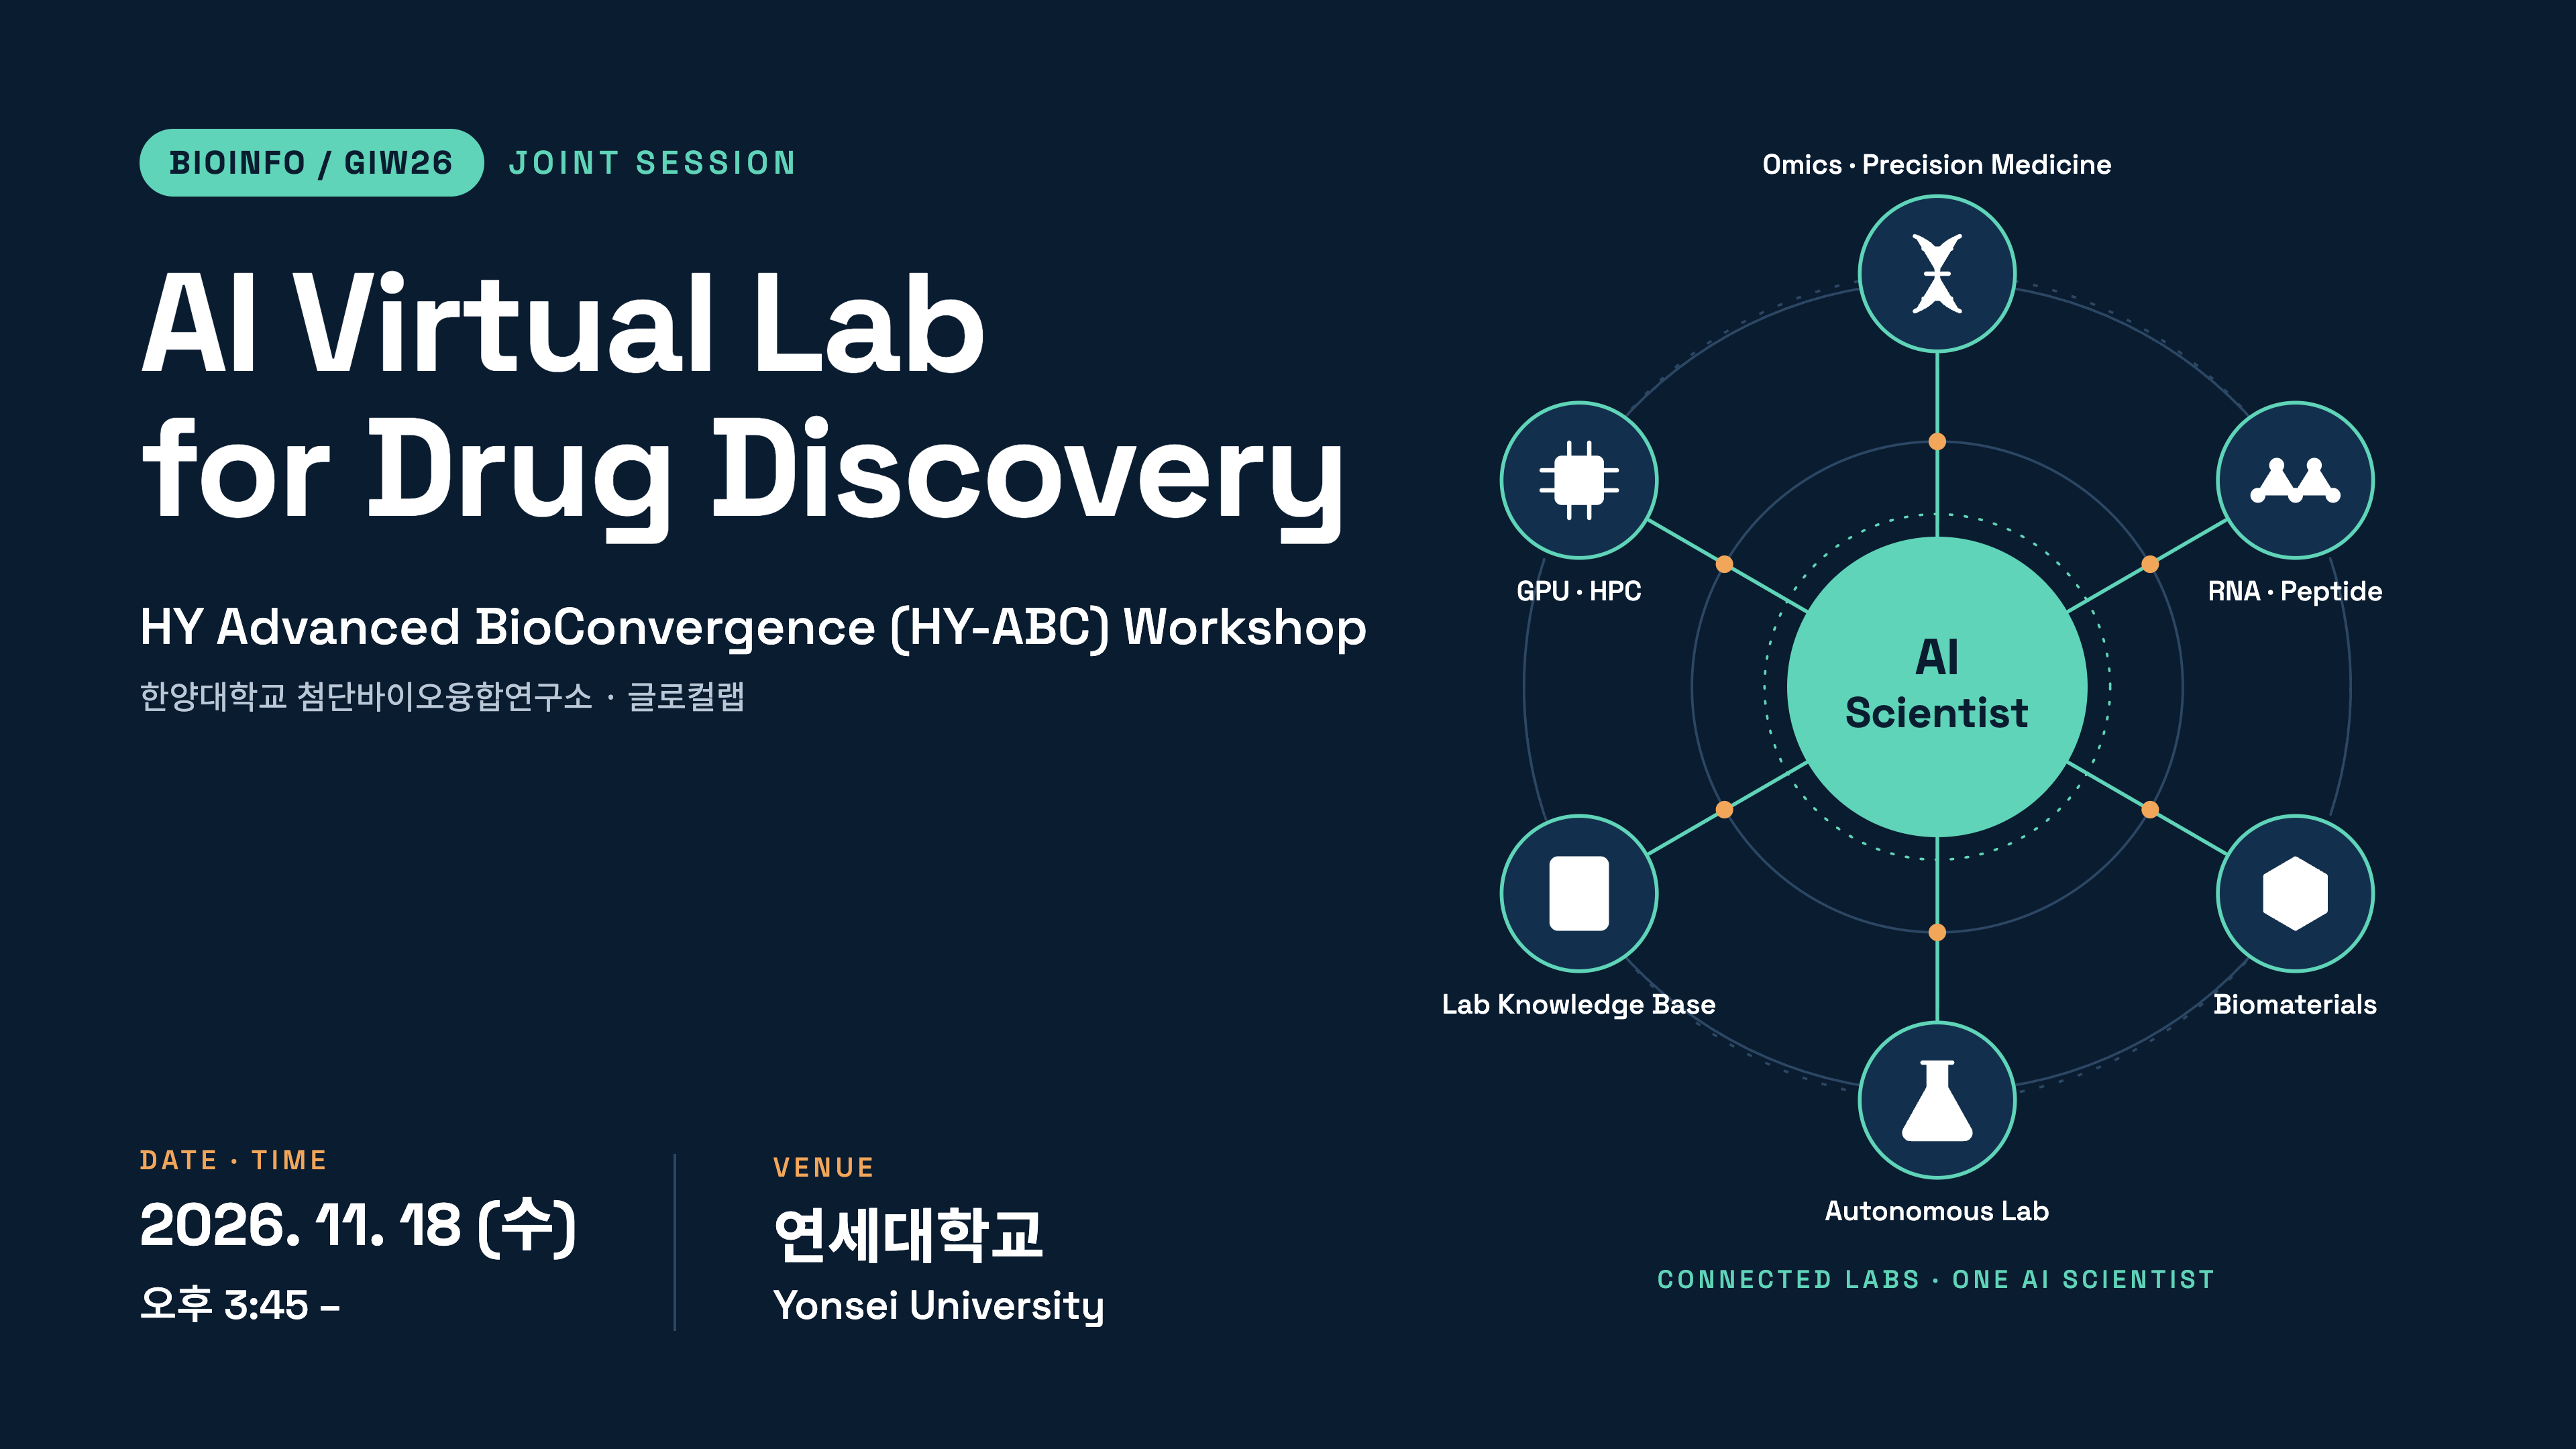 BIOINFO / GIW26 JOINT SESSION
AI Virtual Lab
for Drug Discovery
HY Advanced BioConvergence (HY-ABC) Workshop
한양대학교 첨단바이오융합연구소 · 글로컬랩
DATE · TIME
2026. 11. 18 (수)
오후 3:45 –
VENUE
연세대학교
Yonsei University
Omics · Precision Medicine
GPU · HPC
RNA · Peptide
AI
Scientist
Lab Knowledge Base
Biomaterials
Autonomous Lab
CONNECTED LABS · ONE AI SCIENTIST